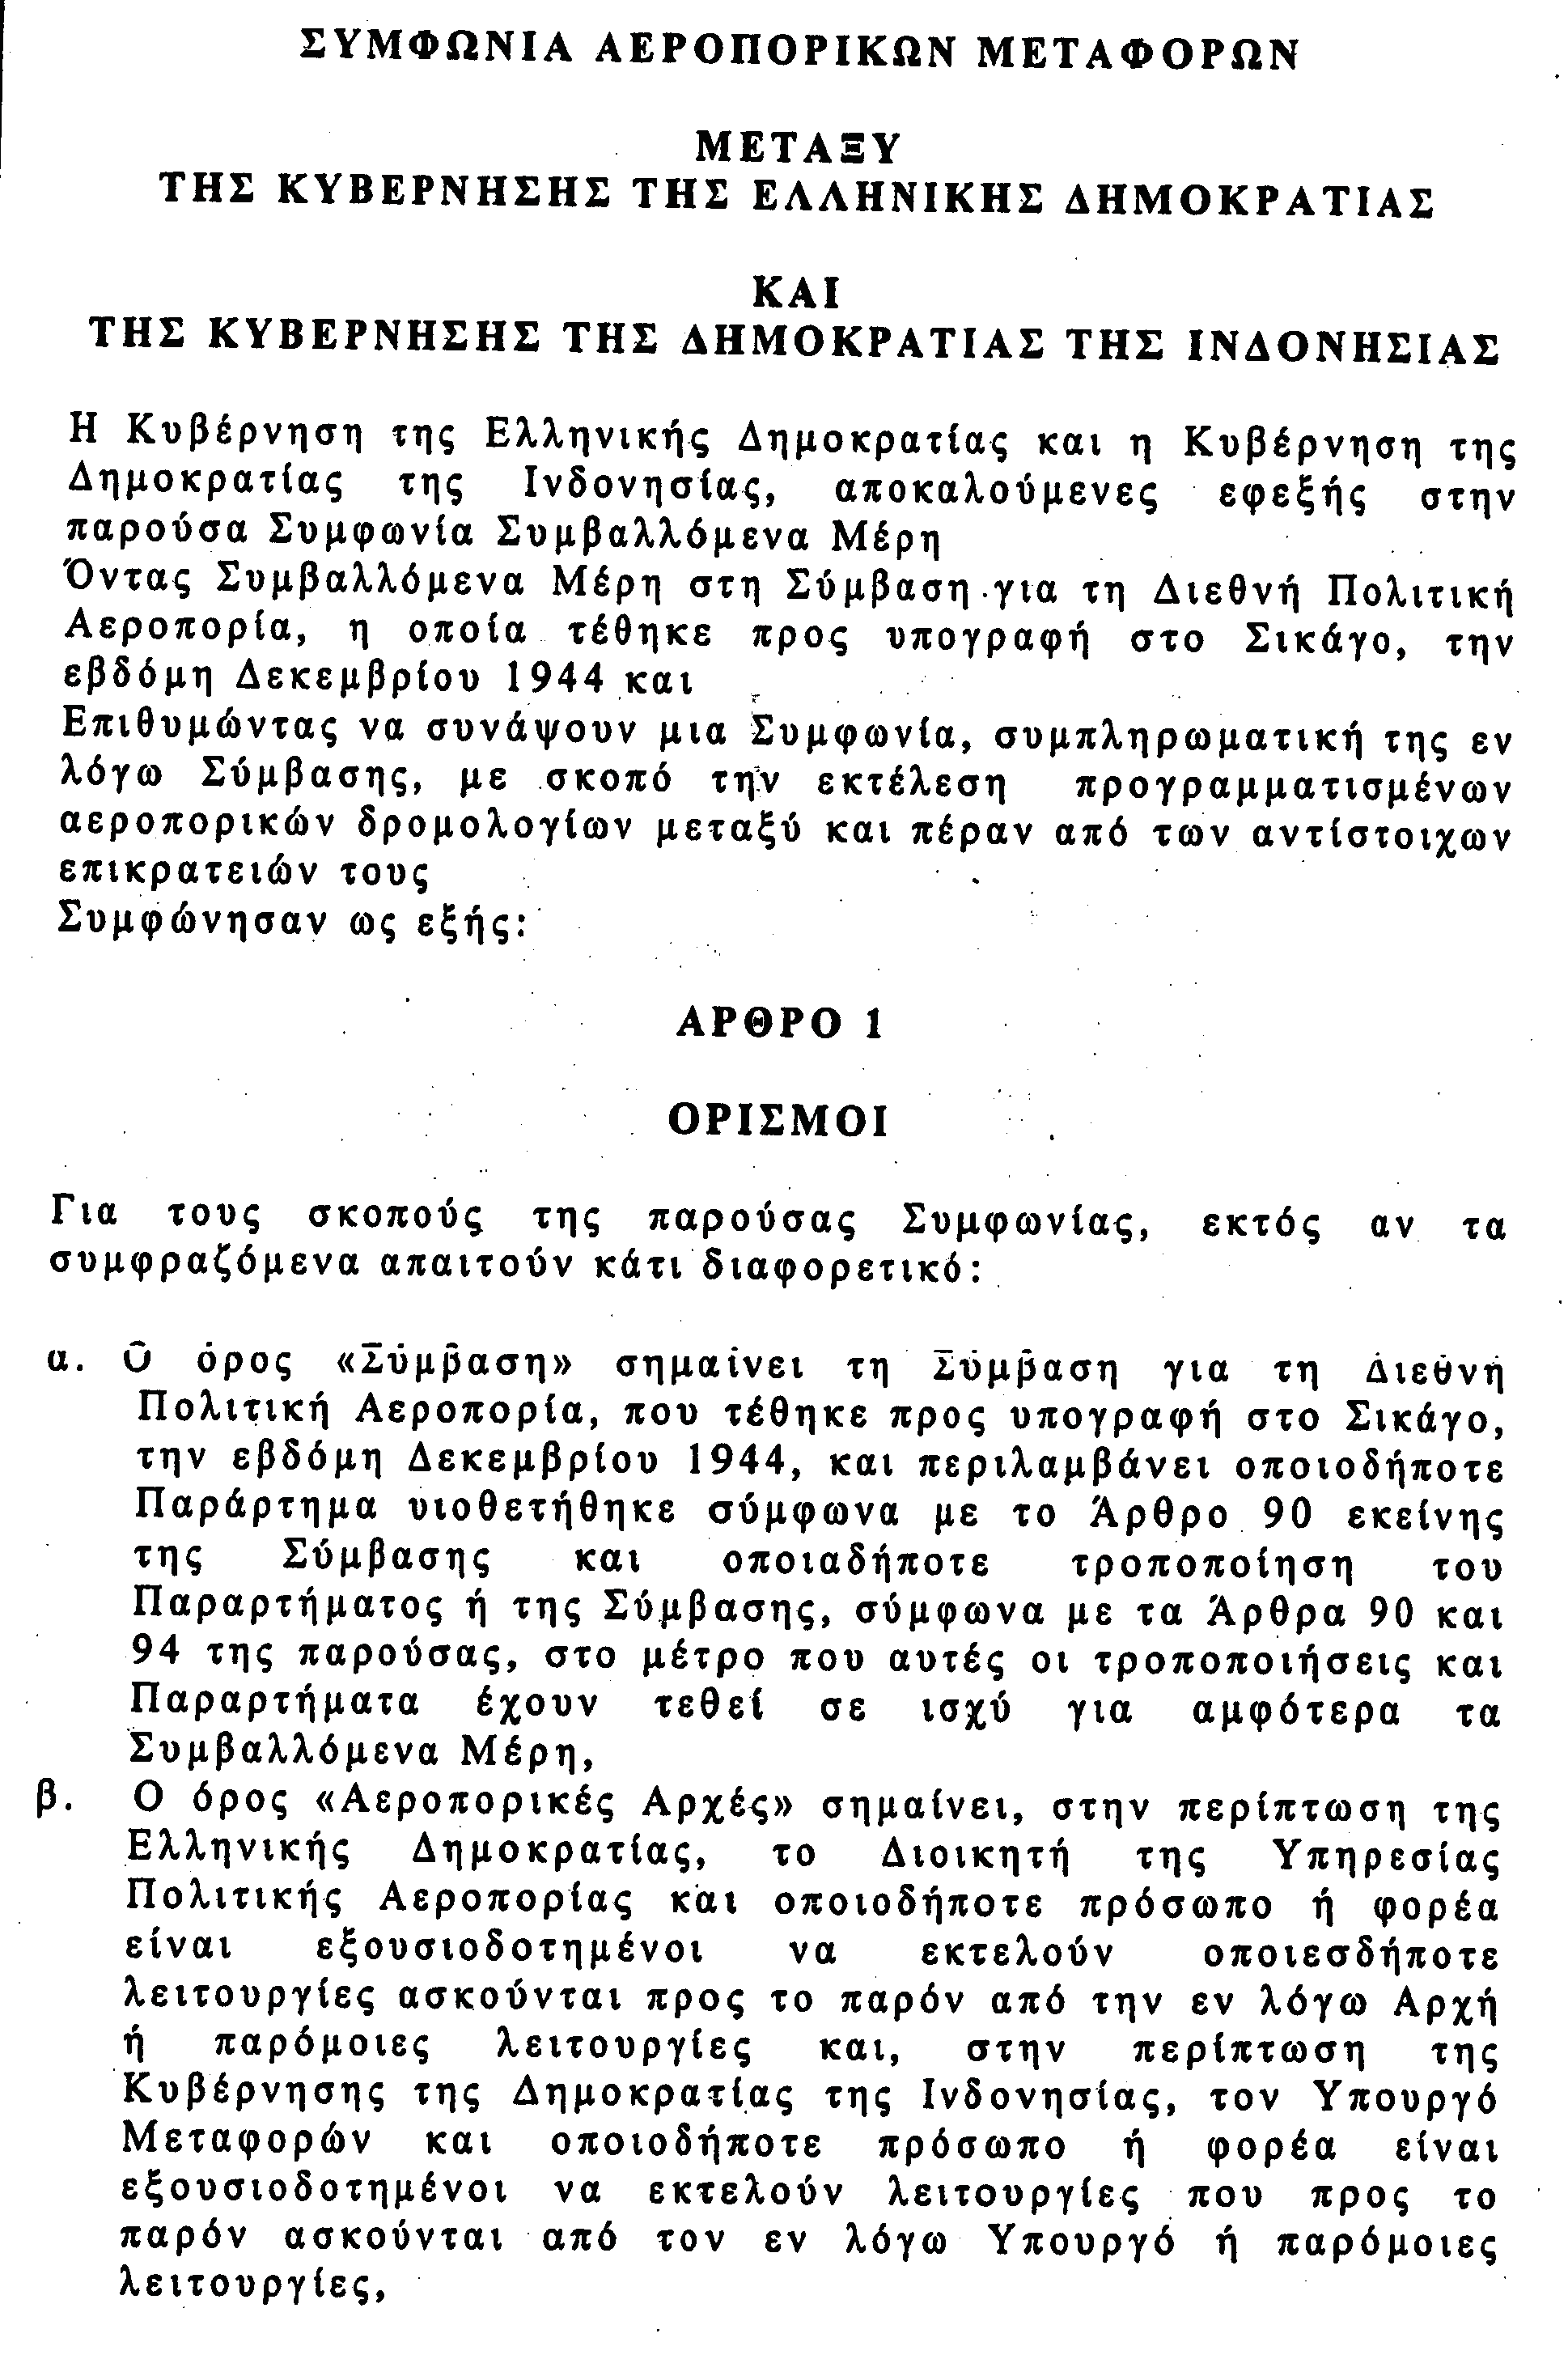 ΣΥΜΦΩΝΙΑ ΑΕΡΟΠΟΡΙΚΩΝ ΜΕΤΑΦΟΡΩΝ
ΜΕΤΑΞΥ
ΤΗΣ ΚΥΒΕΡΝΗΣΗΣ ΤΗΣ ΕΛΛΗΝΙΚΗΣ ΔΗΜΟΚΡΑΤΙΑΣ
ΚΑΙ
ΤΗΣ ΚΥΒΕΡΝΗΣΗΣ ΤΗΣ ΔΗΜΟΚΡΑΤΙΑΣ ΤΗΣ ΙΝΔΟΝΗΣΙΑΣ
Η Κυβέρνηση της Ελληνικής Δημοκρατίας και η Κυβέρνηση της
Δημοκρατίας της Ινδονησίας, αποκαλούμενες εφεξής στην
παρούσα Συμφωνία Συμβαλλόμενα Μέρη
Όντας Συμβαλλόμενα Μέρη στη Σύμβαση για τη Διεθνή Πολιτική
Αεροπορία, η οποία τέθηκε προς υπογραφή στο Σικάγο, την
εβδόμη Δεκεμβρίου 1944 και
Επιθυμώντας να συνάψουν μια Συμφωνία, συμπληρωματική της εν
λόγω Σύμβασης, με σκοπό την εκτέλεση προγραμματισμένων
αεροπορικών δρομολογίων μεταξύ και πέραν από των αντίστοιχων
επικρατειών τους
Συμφώνησαν ως εξής:
ΑΡΘΡΟ 1
ΟΡΙΣΜΟΙ
Για τους σκοπούς της παρούσας Συμφωνίας, εκτός αν τα
συμφραζόμενα απαιτούν κάτι διαφορετικό:
α. Ο όρος «Σύμβαση» σημαίνει τη Σύμβαση για τη Διεθνή
Πολιτική Αεροπορία, που τέθηκε προς υπογραφή στο Σικάγο,
την εβδόμη Δεκεμβρίου 1944, και περιλαμβάνει οποιοδήποτε
Παράρτημα υιοθετήθηκε σύμφωνα με το Άρθρο 90 εκείνης
της Σύμβασης και οποιαδήποτε τροποποίηση του
Παραρτήματος ή της Σύμβασης, σύμφωνα με τα Άρθρα 90 και
94 της παρούσας, στο μέτρο που αυτές οι τροποποιήσεις και
Παραρτήματα έχουν τεθεί σε ισχύ για αμφότερα τα
Συμβαλλόμενα Μέρη,
β. Ο όρος «Αεροπορικές Αρχές» σημαίνει, στην περίπτωση της
Ελληνικής Δημοκρατίας, το Διοικητή της Υπηρεσίας
Πολιτικής Αεροπορίας και οποιοδήποτε πρόσωπο ή φορέα
είναι εξουσιοδοτημένοι να εκτελούν οποιεσδήποτε
λειτουργίες ασκούνται προς το παρόν από την εν λόγω Αρχή
ή παρόμοιες λειτουργίες και, στην περίπτωση της
Κυβέρνησης της Δημοκρατίας της Ινδονησίας, τον Υπουργό
Μεταφορών και οποιοδήποτε πρόσωπο ή φορέα είναι
εξουσιοδοτημένοι να εκτελούν λειτουργίες που προς το
παρόν ασκούνται από τον εν λόγω Υπουργό ή παρόμοιες
λειτουργίες,